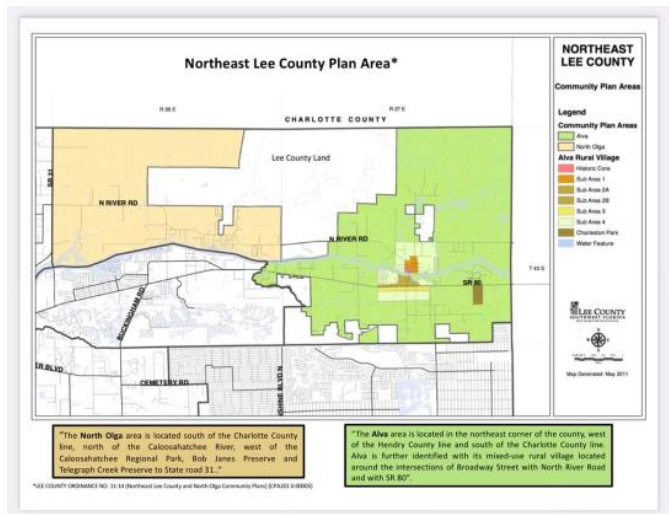 Northeast Lee County Plan Area*
R 26 E
R 27 E
CHARLOTTE COUNTY
Lee County Land
SR 31
N RIVER RD
N RIVER RD
T 43 S
SR 80
BUCKINGHAM RD
CEMETERY RD
NORTHEAST
LEE COUNTY
Community Plan Areas
Legend
Community Plan Areas
Alva
North Olga
Alva Rural Village
Historic Core
Sub Area 1
Sub Area 2A
Sub Area 2B
Sub Area 3
Sub Area 4
Charleston Park
Water Feature
LEE COUNTY
SOUTHWEST FLORIDA
Map Generated: May 2011
"The North Olga area is located south of the Charlotte County
line, north of the Caloosahatchee River, west of the
Caloosahatchee Regional Park, Bob Janes Preserve and
Telegraph Creek Preserve to State road 31.."
"The Alva area is located in the northeast corner of the county, west
of the Hendry County line and south of the Charlotte County line.
Alva is further identified with its mixed-use rural village located
around the intersections of Broadway Street with North River Road
and with SR 80".
*LEE COUNTY ORDINANCE NO. 11-14 (Northeast Lee County and North Olga Community Plans)